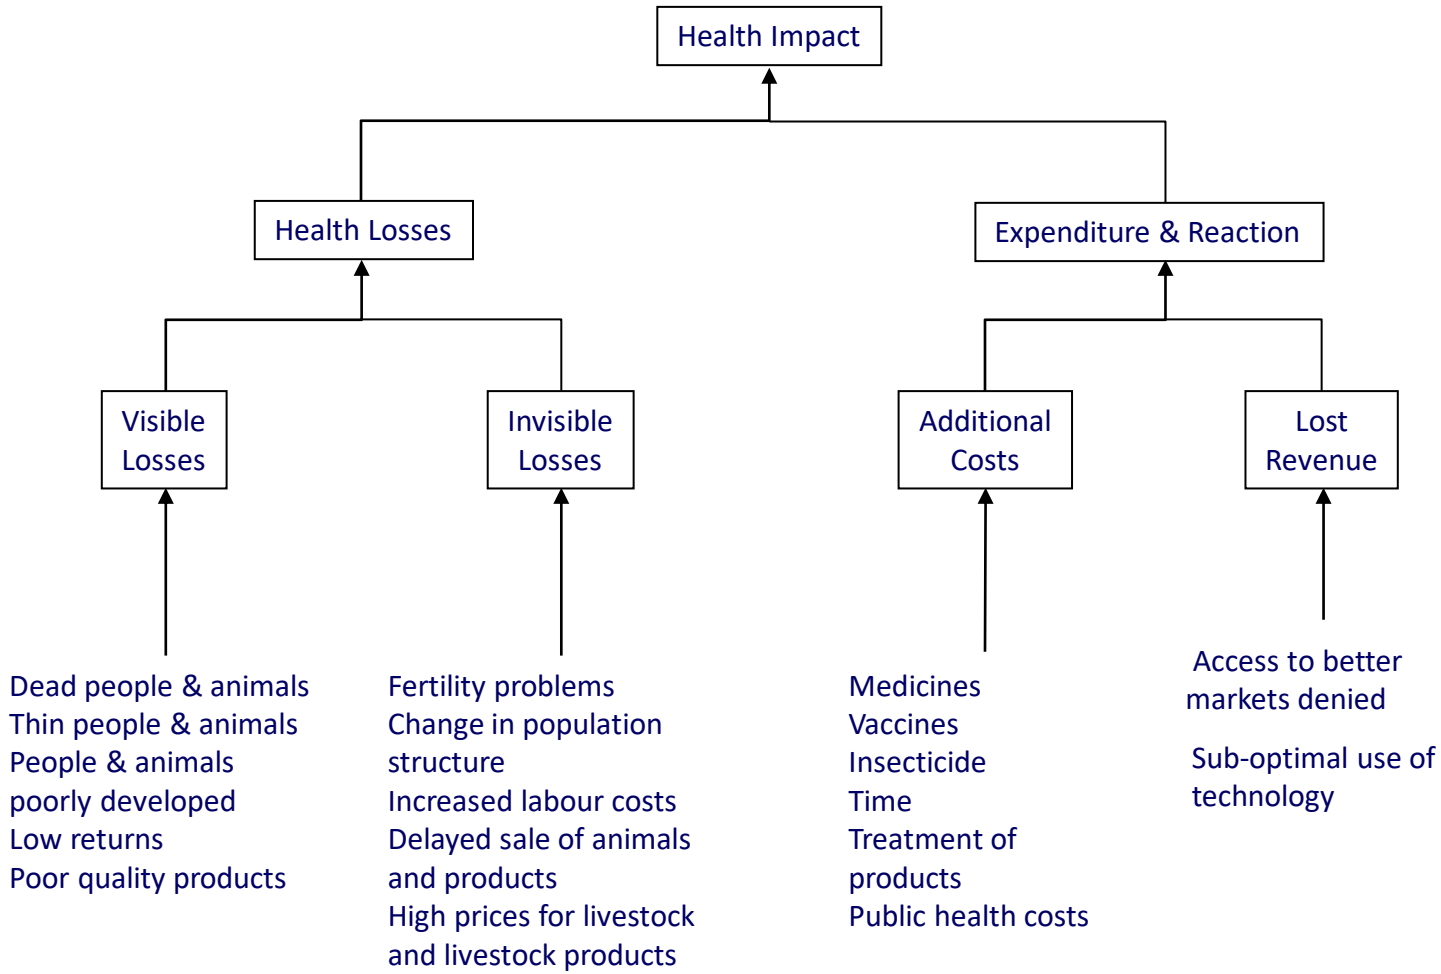 Health Impact
Health Losses
Expenditure & Reaction
Visible
Losses
Invisible
Losses
Additional
Costs
Lost
Revenue
Dead people & animals
Thin people & animals
People & animals
poorly developed
Low returns
Poor quality products
Fertility problems
Change in population
structure
Increased labour costs
Delayed sale of animals
and products
High prices for livestock
and livestock products
Medicines
Vaccines
Insecticide
Time
Treatment of
products
Public health costs
Access to better
markets denied
Sub-optimal use of
technology